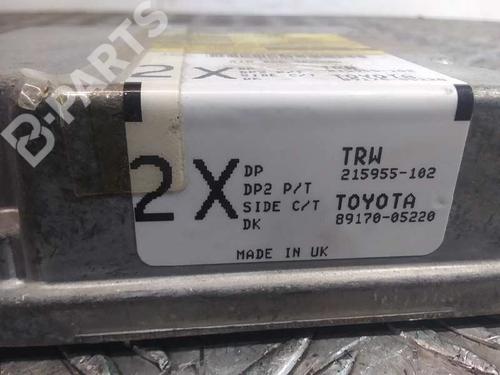 B-PARTS
2X
DP
DP2 P/T
SIDE C/T
DK
TRW
215955-102
TOYOTA
89170-05220
MADE IN UK